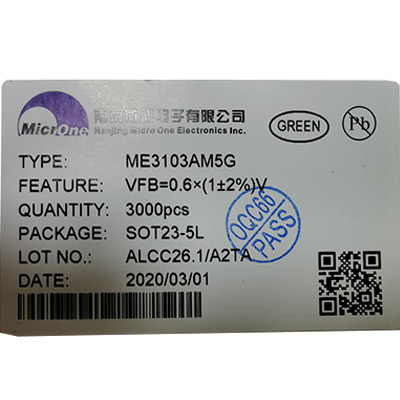 MicrOne
南京微盟电子有限公司
Nanjing Micro One Electronics Inc.
GREEN
Pb
TYPE: ME3103AM5G
FEATURE: VFB=0.6×(1±2%)V
QUANTITY: 3000pcs
PACKAGE: SOT23-5L
LOT NO.: ALCC26.1/A2TA
DATE: 2020/03/01
OQC66
PASS